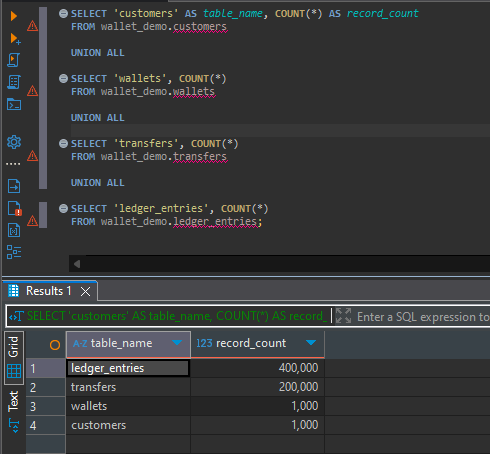 SELECT 'customers' AS table_name, COUNT(*) AS record_count
FROM wallet_demo.customers
UNION ALL
SELECT 'wallets', COUNT(*)
FROM wallet_demo.wallets
UNION ALL
SELECT 'transfers', COUNT(*)
FROM wallet_demo.transfers
UNION ALL
SELECT 'ledger_entries', COUNT(*)
FROM wallet_demo.ledger_entries;
Results 1
SELECT 'customers' AS table_name, COUNT(*) AS record_ Enter a SQL expression to
Grid
Text
A-Z table_name 123 record_count
1 ledger_entries 400,000
2 transfers 200,000
3 wallets 1,000
4 customers 1,000